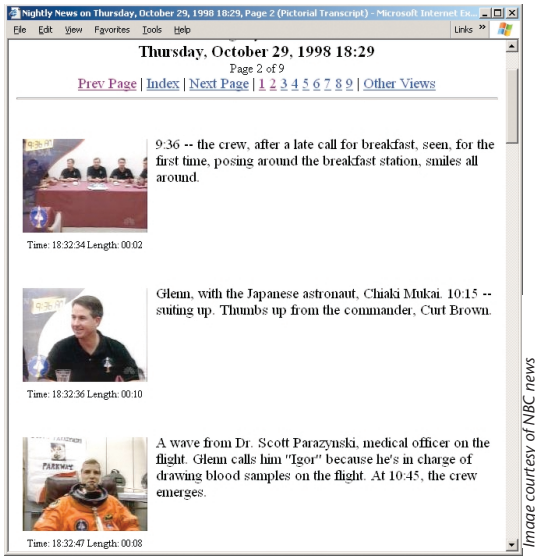 Nightly News on Thursday, October 29, 1998 18:29, Page 2 (Pictorial Transcript) - Microsoft Internet Ex...
File Edit View Favorites Tools Help Links »
Thursday, October 29, 1998 18:29
Page 2 of 9
Prev Page | Index | Next Page | 1 2 3 4 5 6 7 8 9 | Other Views
9:36 -- the crew, after a late call for breakfast, seen, for the
first time, posing around the breakfast station, smiles all
around.
Time: 18:32:34 Length: 00:02
Glenn, with the Japanese astronaut, Chiaki Mukai. 10:15 --
suiting up. Thumbs up from the commander, Curt Brown.
Time: 18:32:36 Length: 00:10
A wave from Dr. Scott Parazynski, medical officer on the
flight. Glenn calls him "Igor" because he's in charge of
drawing blood samples on the flight. At 10:45, the crew
emerges.
PARKWAY
Time: 18:32:47 Length: 00:08
Image courtesy of NBC news